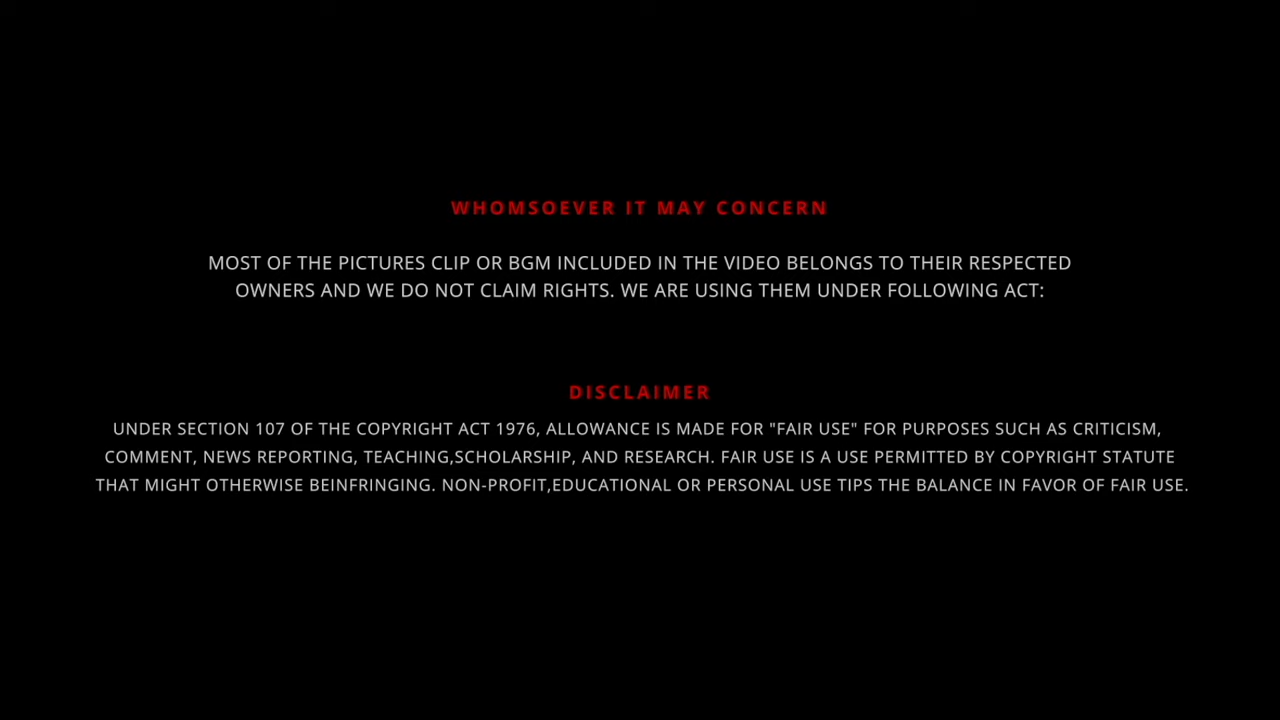 WHOMSOEVER IT MAY CONCERN
MOST OF THE PICTURES CLIP OR BGM INCLUDED IN THE VIDEO BELONGS TO THEIR RESPECTED
OWNERS AND WE DO NOT CLAIM RIGHTS. WE ARE USING THEM UNDER FOLLOWING ACT:
DISCLAIMER
UNDER SECTION 107 OF THE COPYRIGHT ACT 1976, ALLOWANCE IS MADE FOR "FAIR USE" FOR PURPOSES SUCH AS CRITICISM,
COMMENT, NEWS REPORTING, TEACHING,SCHOLARSHIP, AND RESEARCH. FAIR USE IS A USE PERMITTED BY COPYRIGHT STATUTE
THAT MIGHT OTHERWISE BEINFRINGING. NON-PROFIT,EDUCATIONAL OR PERSONAL USE TIPS THE BALANCE IN FAVOR OF FAIR USE.